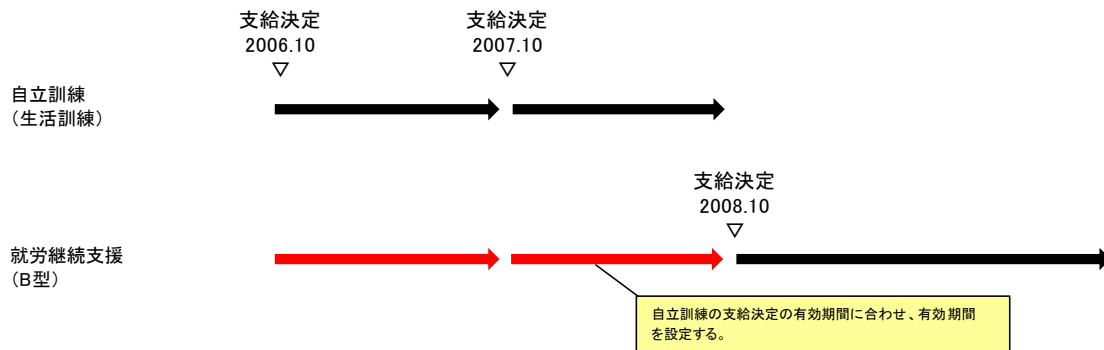 支給決定
2006.10
▽
支給決定
2007.10
▽
自立訓練
（生活訓練）
支給決定
2008.10
▽
就労継続支援
（B型）
自立訓練の支給決定の有効期間に合わせ、有効期間
を設定する。